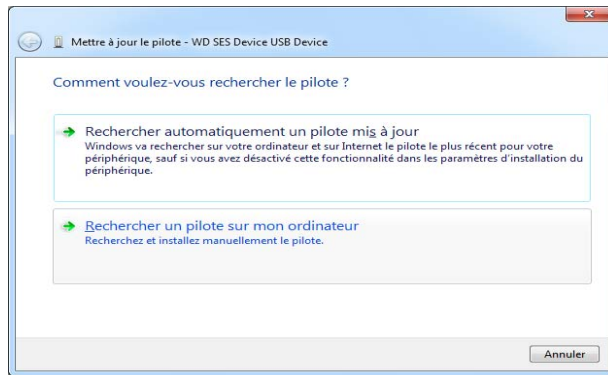 Mettre à jour le pilote - WD SES Device USB Device
Comment voulez-vous rechercher le pilote ?
Rechercher automatiquement un pilote mis à jour
Windows va rechercher sur votre ordinateur et sur Internet le pilote le plus récent pour votre
périphérique, sauf si vous avez désactivé cette fonctionnalité dans les paramètres d'installation du
périphérique.
Rechercher un pilote sur mon ordinateur
Recherchez et installez manuellement le pilote.
Annuler